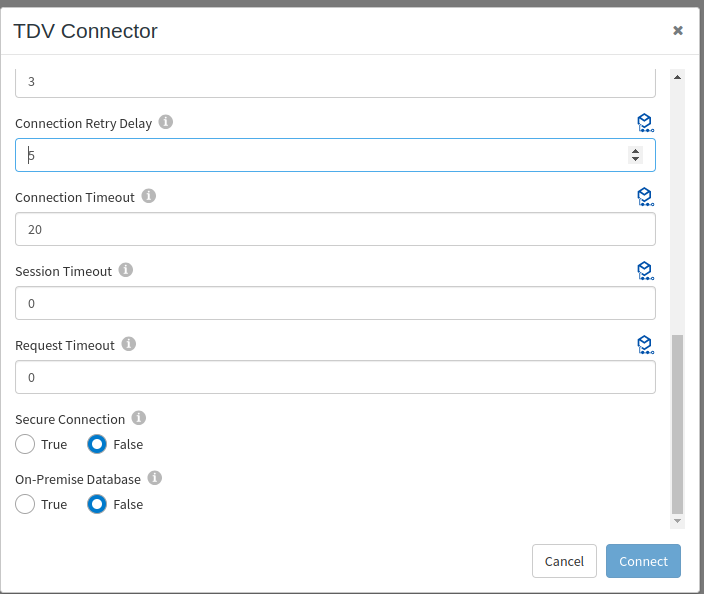 TDV Connector
3
Connection Retry Delay
5
Connection Timeout
20
Session Timeout
0
Request Timeout
0
Secure Connection
True False
On-Premise Database
True False
Cancel Connect